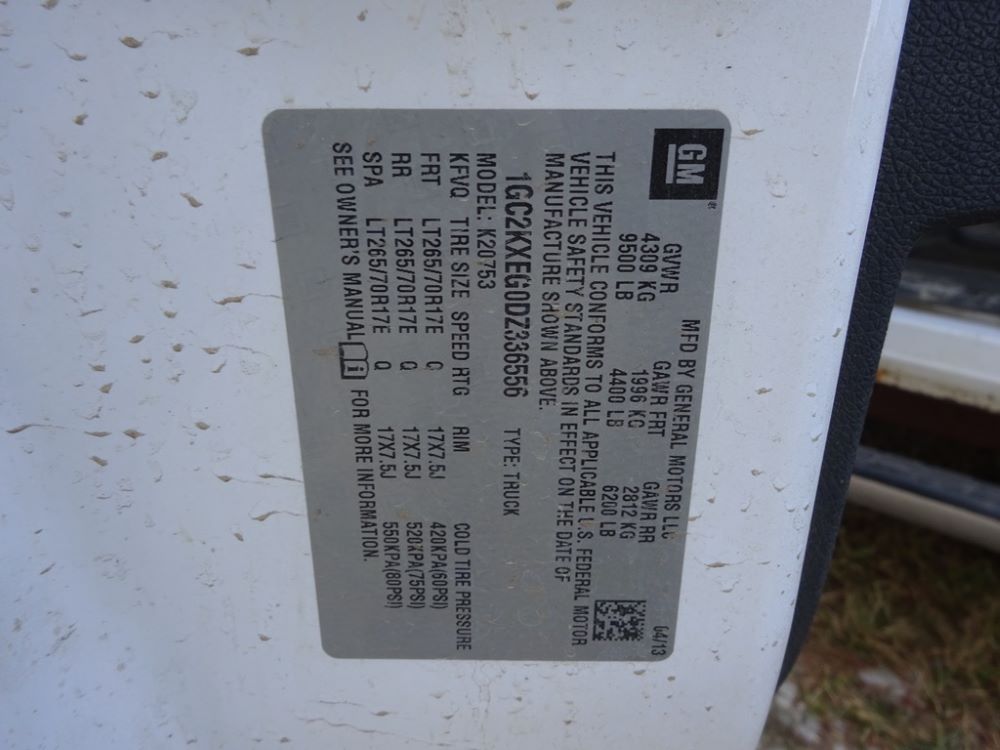 GM
MFD BY GENERAL MOTORS LLC 04/13
GVWR GAWR FRT GAWR RR
4309 KG 1996 KG 2812 KG
9500 LB 4400 LB 6200 LB
THIS VEHICLE CONFORMS TO ALL APPLICABLE U.S. FEDERAL MOTOR
VEHICLE SAFETY STANDARDS IN EFFECT ON THE DATE OF
MANUFACTURE SHOWN ABOVE.
1GC2KXEG0DZ336556 TYPE: TRUCK
MODEL: K20753
KFVQ TIRE SIZE SPEED RTG RIM COLD TIRE PRESSURE
FRT LT265/70R17E Q 17X7.5J 420KPA(60PSI)
RR LT265/70R17E Q 17X7.5J 520KPA(75PSI)
SPA LT265/70R17E Q 17X7.5J 550KPA(80PSI)
SEE OWNER'S MANUAL i FOR MORE INFORMATION.